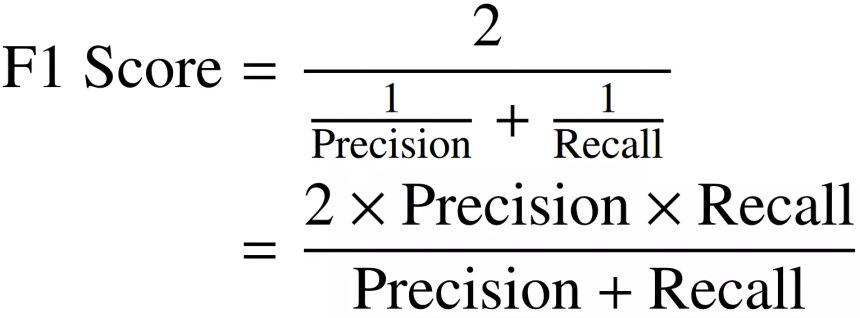 F1 Score = 2 / (1/Precision + 1/Recall)
= (2 × Precision × Recall) / (Precision + Recall)